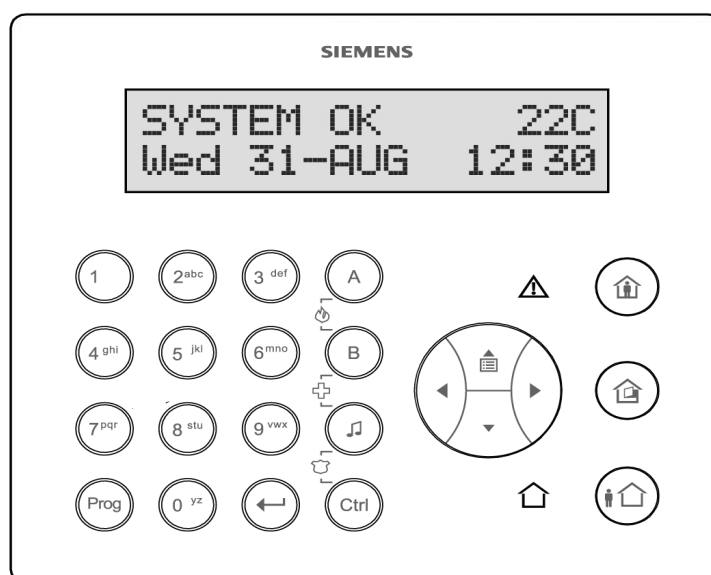 SIEMENS
SYSTEM OK 22C
Wed 31-AUG 12:30
1 2abc 3 def A
4 ghi 5 jkl 6mno B
7pqr 8 stu 9 vwx
Prog 0 yz Ctrl